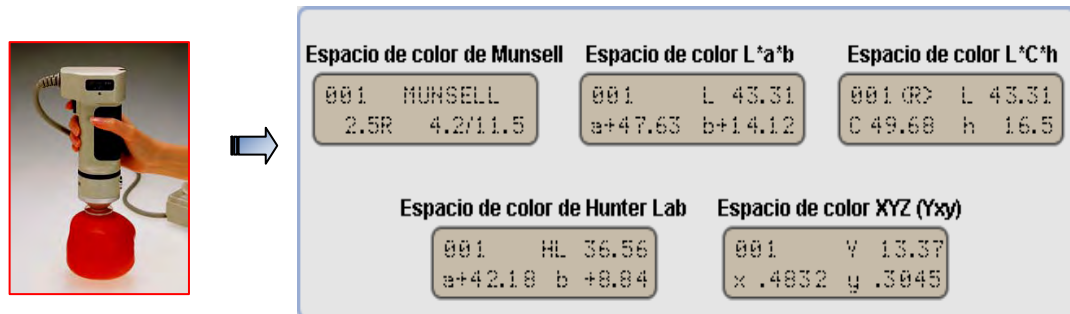 Espacio de color de Munsell
001 MUNSELL
2.5R 4.2/11.5
Espacio de color L*a*b
001 L 43.31
a+47.63 b+14.12
Espacio de color L*C*h
001 (R) L 43.31
C 49.68 h 16.5
Espacio de color de Hunter Lab
001 HL 36.56
a+42.18 b +8.84
Espacio de color XYZ (Yxy)
001 Y 13.37
x .4832 y .3045